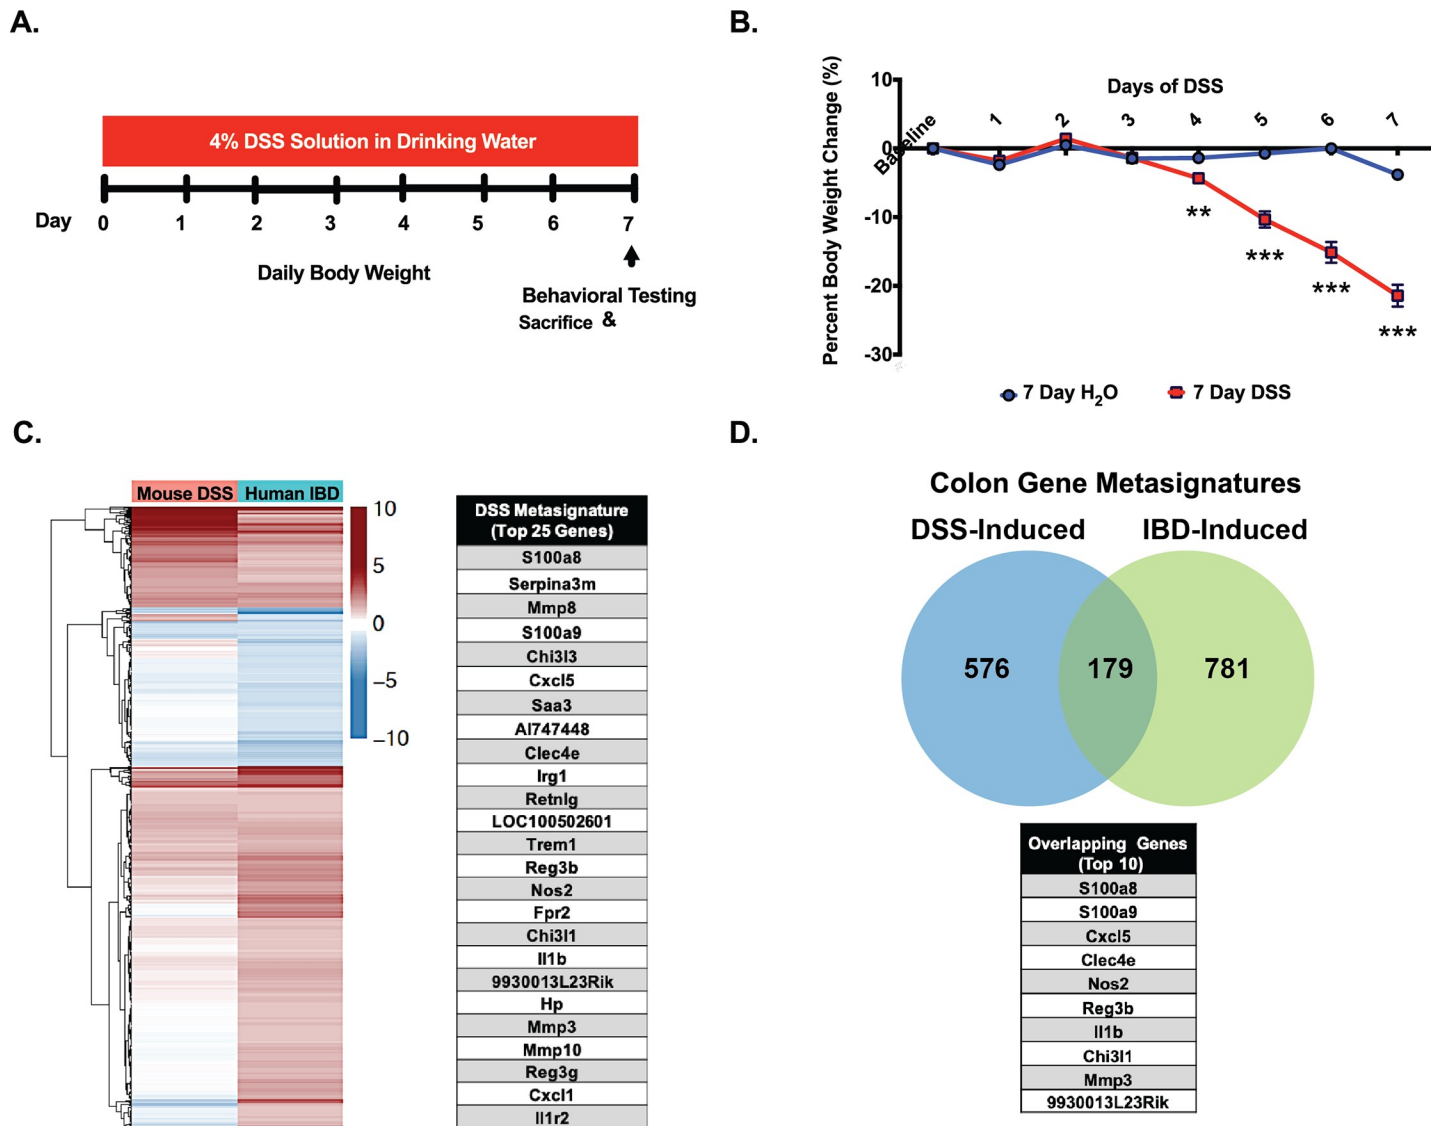 A.
4% DSS Solution in Drinking Water
Day 0 1 2 3 4 5 6 7
Daily Body Weight
Behavioral Testing
Sacrifice &
B.
Percent Body Weight Change (%)
Days of DSS
10
0
-10
-20
-30
Baseline 1 2 3 4 5 6 7
**
***
***
***
7 Day H2O 7 Day DSS
C.
Mouse DSS Human IBD
10
5
0
−5
−10
DSS Metasignature
(Top 25 Genes)
S100a8
Serpina3m
Mmp8
S100a9
Chi3l3
Cxcl5
Saa3
AI747448
Clec4e
Irg1
Retnlg
LOC100502601
Trem1
Reg3b
Nos2
Fpr2
Chi3l1
Il1b
9930013L23Rik
Hp
Mmp3
Mmp10
Reg3g
Cxcl1
Il1r2
D.
Colon Gene Metasignatures
DSS-Induced IBD-Induced
576 179 781
Overlapping Genes
(Top 10)
S100a8
S100a9
Cxcl5
Clec4e
Nos2
Reg3b
Il1b
Chi3l1
Mmp3
9930013L23Rik